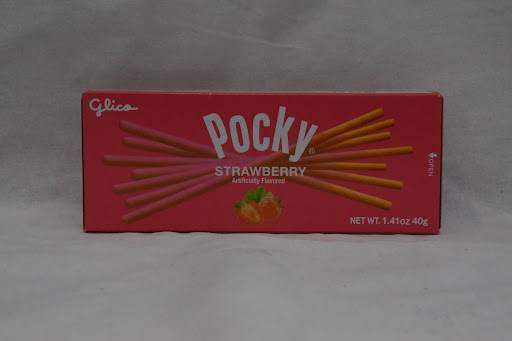 Glico
Pocky®
STRAWBERRY
Artificially Flavored
OPEN
NET WT. 1.41oz 40g